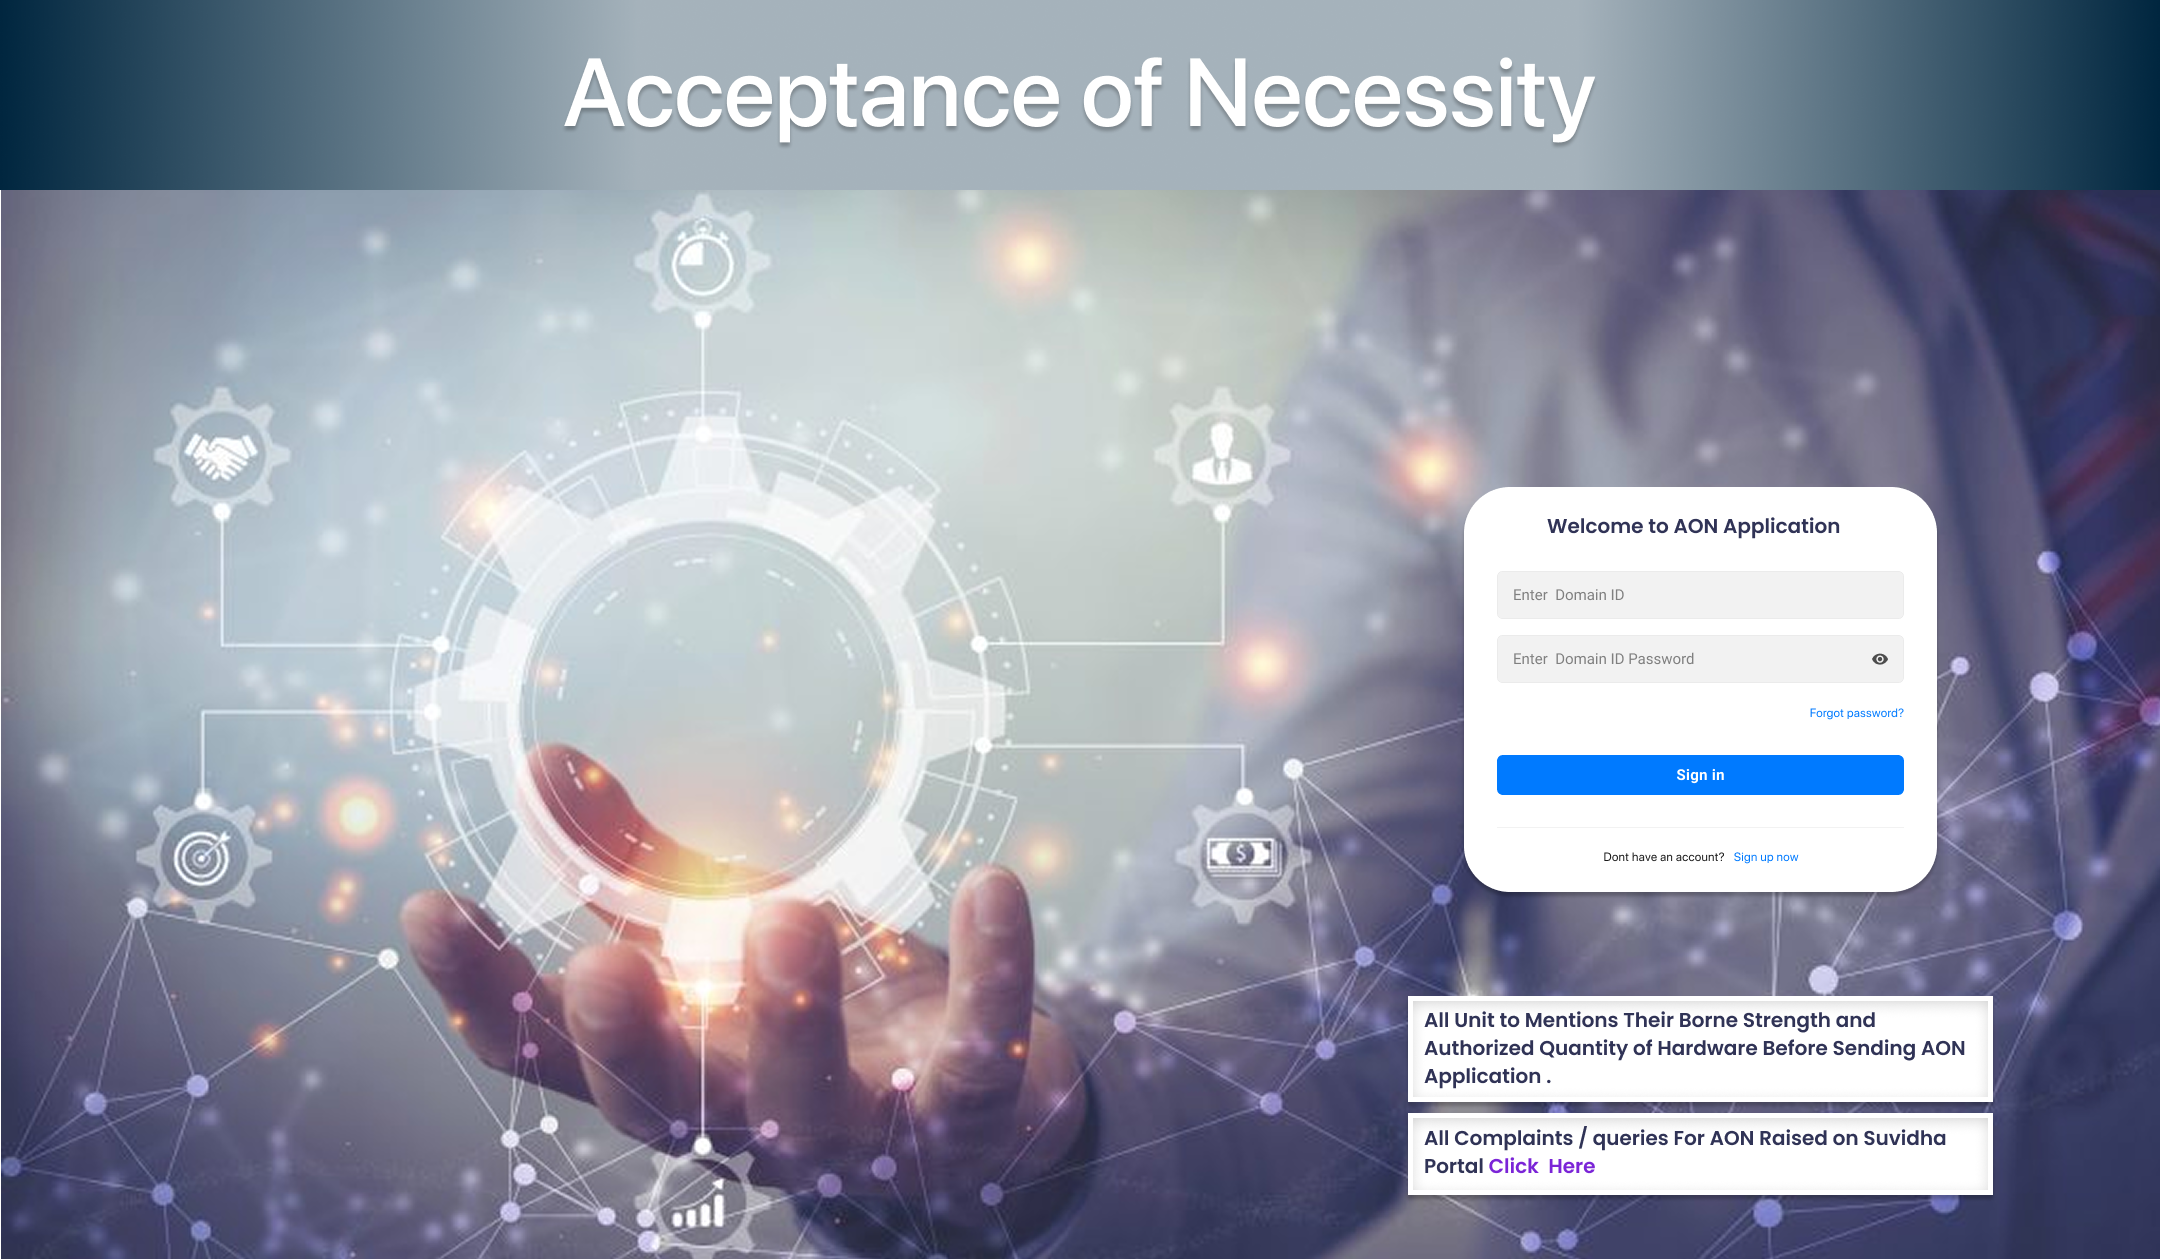 Acceptance of Necessity
Welcome to AON Application
Enter Domain ID
Enter Domain ID Password
Forgot password?
Sign in
Dont have an account? Sign up now
All Unit to Mentions Their Borne Strength and
Authorized Quantity of Hardware Before Sending AON
Application .
All Complaints / queries For AON Raised on Suvidha
Portal Click Here